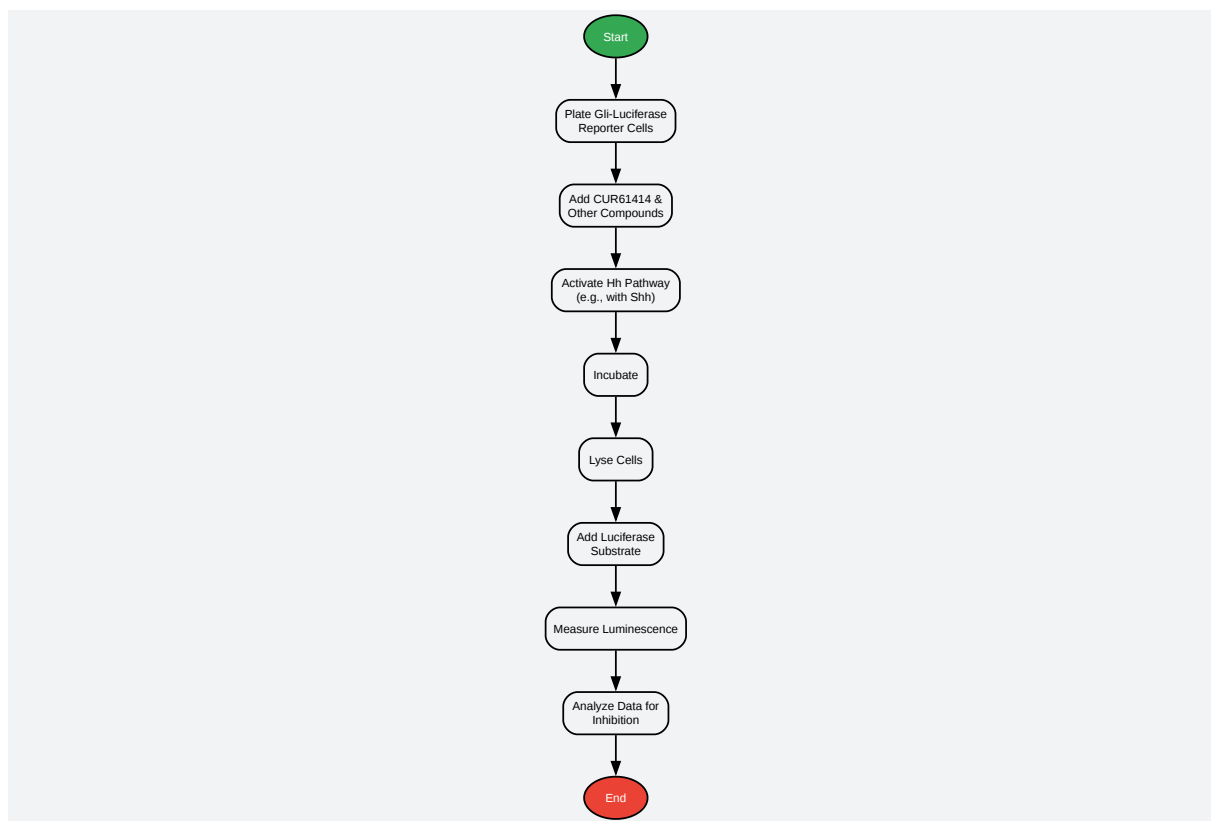 Start
Plate Gli-Luciferase
Reporter Cells
Add CUR61414 &
Other Compounds
Activate Hh Pathway
(e.g., with Shh)
Incubate
Lyse Cells
Add Luciferase
Substrate
Measure Luminescence
Analyze Data for
Inhibition
End